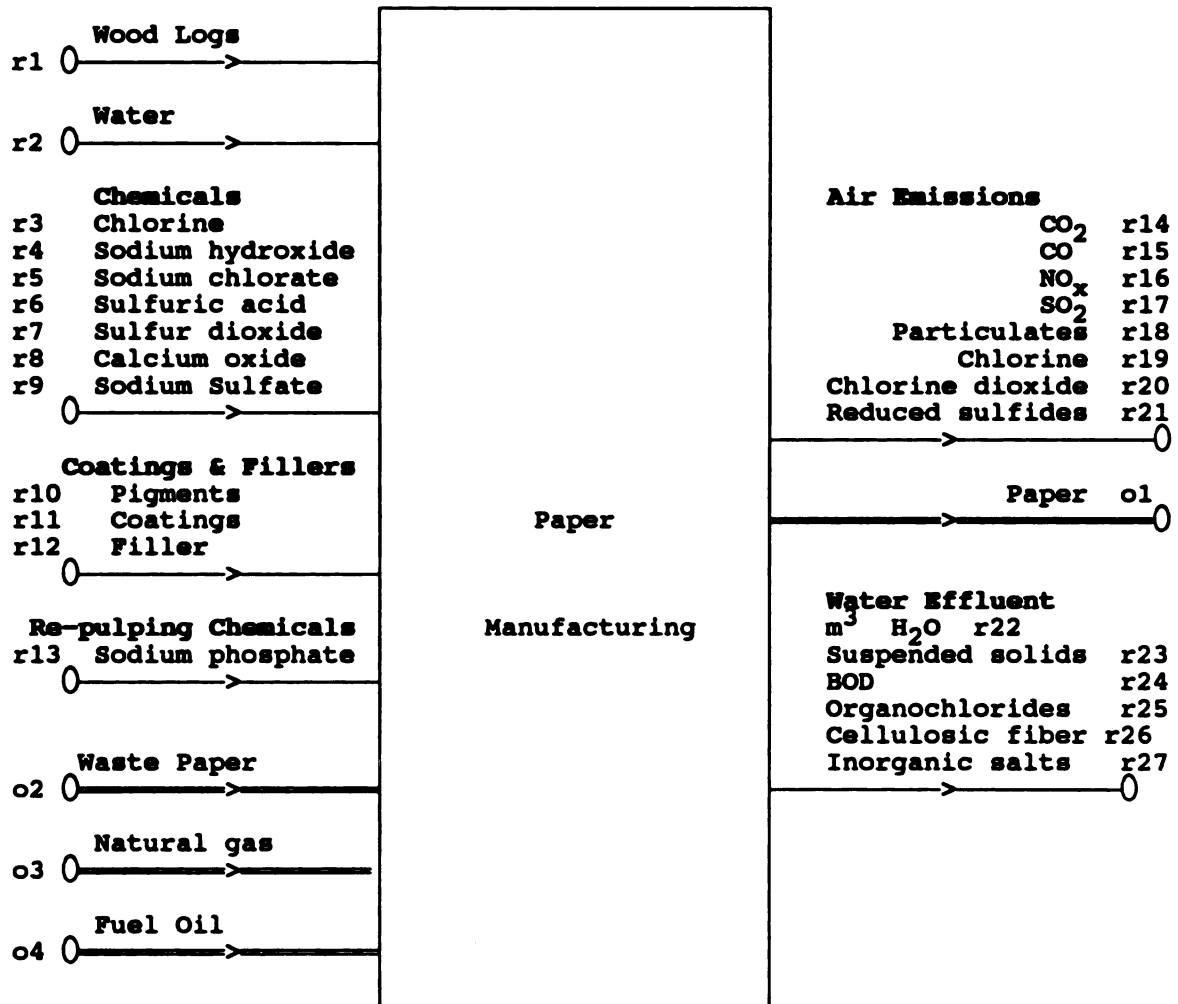 Wood Logs
r1
Water
r2
Chemicals
r3 Chlorine
r4 Sodium hydroxide
r5 Sodium chlorate
r6 Sulfuric acid
r7 Sulfur dioxide
r8 Calcium oxide
r9 Sodium Sulfate
Coatings & Fillers
r10 Pigments
r11 Coatings
r12 Filler
Re-pulping Chemicals
r13 Sodium phosphate
Waste Paper
o2
Natural gas
o3
Fuel Oil
o4
Paper
Manufacturing
Air Emissions
CO2 r14
CO r15
NOx r16
SO2 r17
Particulates r18
Chlorine r19
Chlorine dioxide r20
Reduced sulfides r21
Paper o1
Water Effluent
m3 H2O r22
Suspended solids r23
BOD r24
Organochlorides r25
Cellulosic fiber r26
Inorganic salts r27